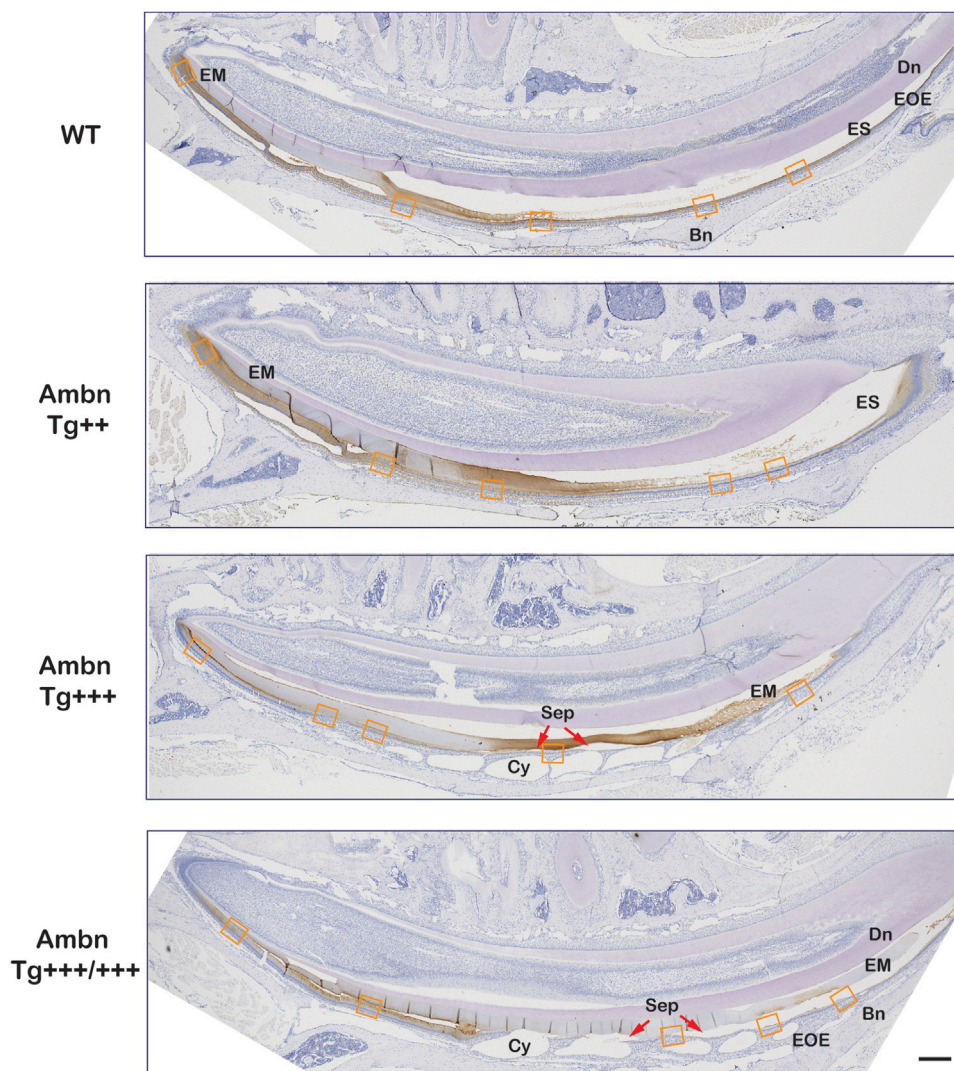 WT
EM
Dn
EOE
ES
Bn
Ambn
Tg++
EM
ES
Ambn
Tg+++
EM
Sep
Cy
Ambn
Tg+++/+++
Dn
EM
Sep
Bn
EOE
Cy